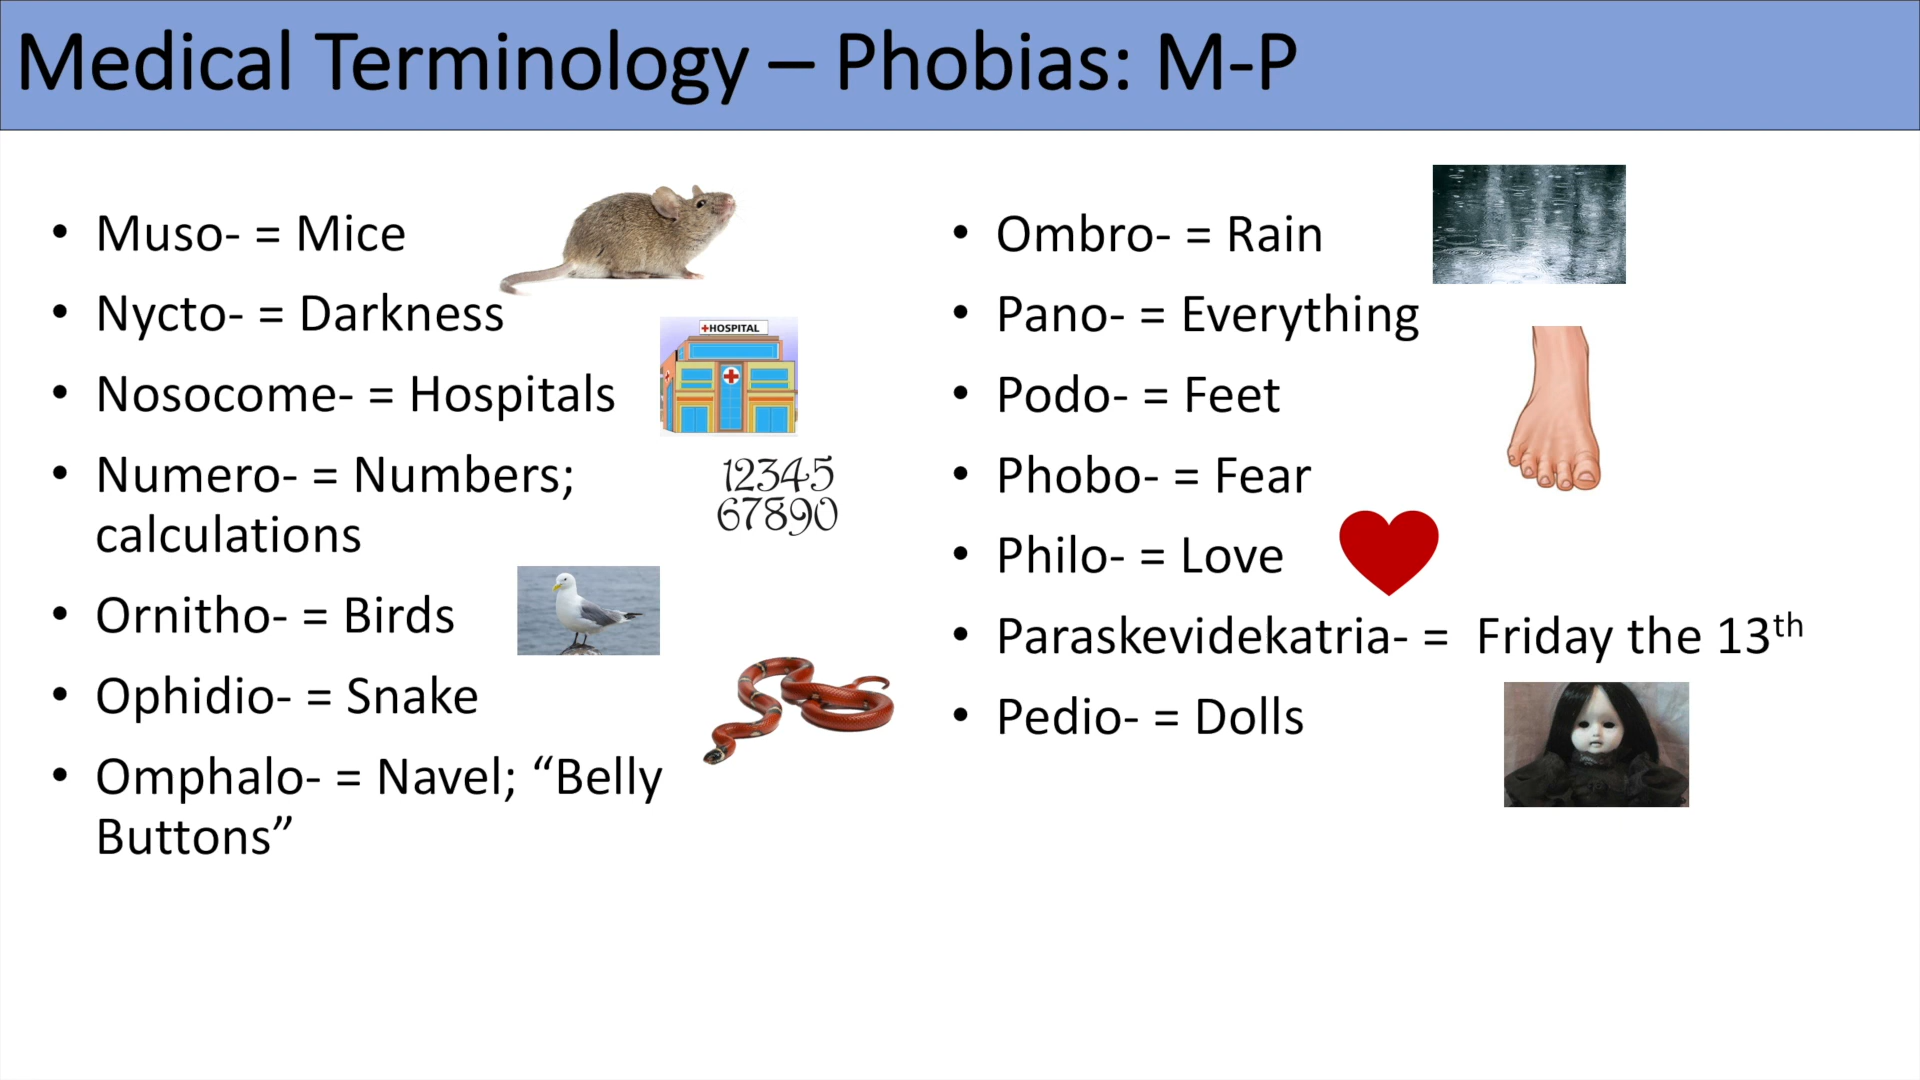 Medical Terminology – Phobias: M-P
• Muso- = Mice
• Nycto- = Darkness
• Nosocome- = Hospitals
• Numero- = Numbers;
calculations
• Ornitho- = Birds
• Ophidio- = Snake
• Omphalo- = Navel; “Belly
Buttons”
+HOSPITAL
12345
67890
• Ombro- = Rain
• Pano- = Everything
• Podo- = Feet
• Phobo- = Fear
• Philo- = Love
• Paraskevidekatria- = Friday the 13th
• Pedio- = Dolls